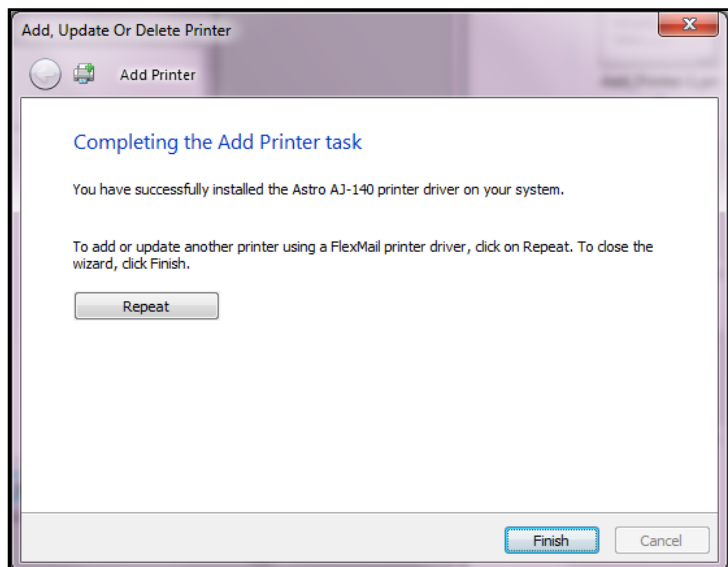 Add, Update Or Delete Printer
Add Printer
Completing the Add Printer task
You have successfully installed the Astro AJ-140 printer driver on your system.
To add or update another printer using a FlexMail printer driver, click on Repeat. To close the
wizard, click Finish.
Repeat
Finish
Cancel